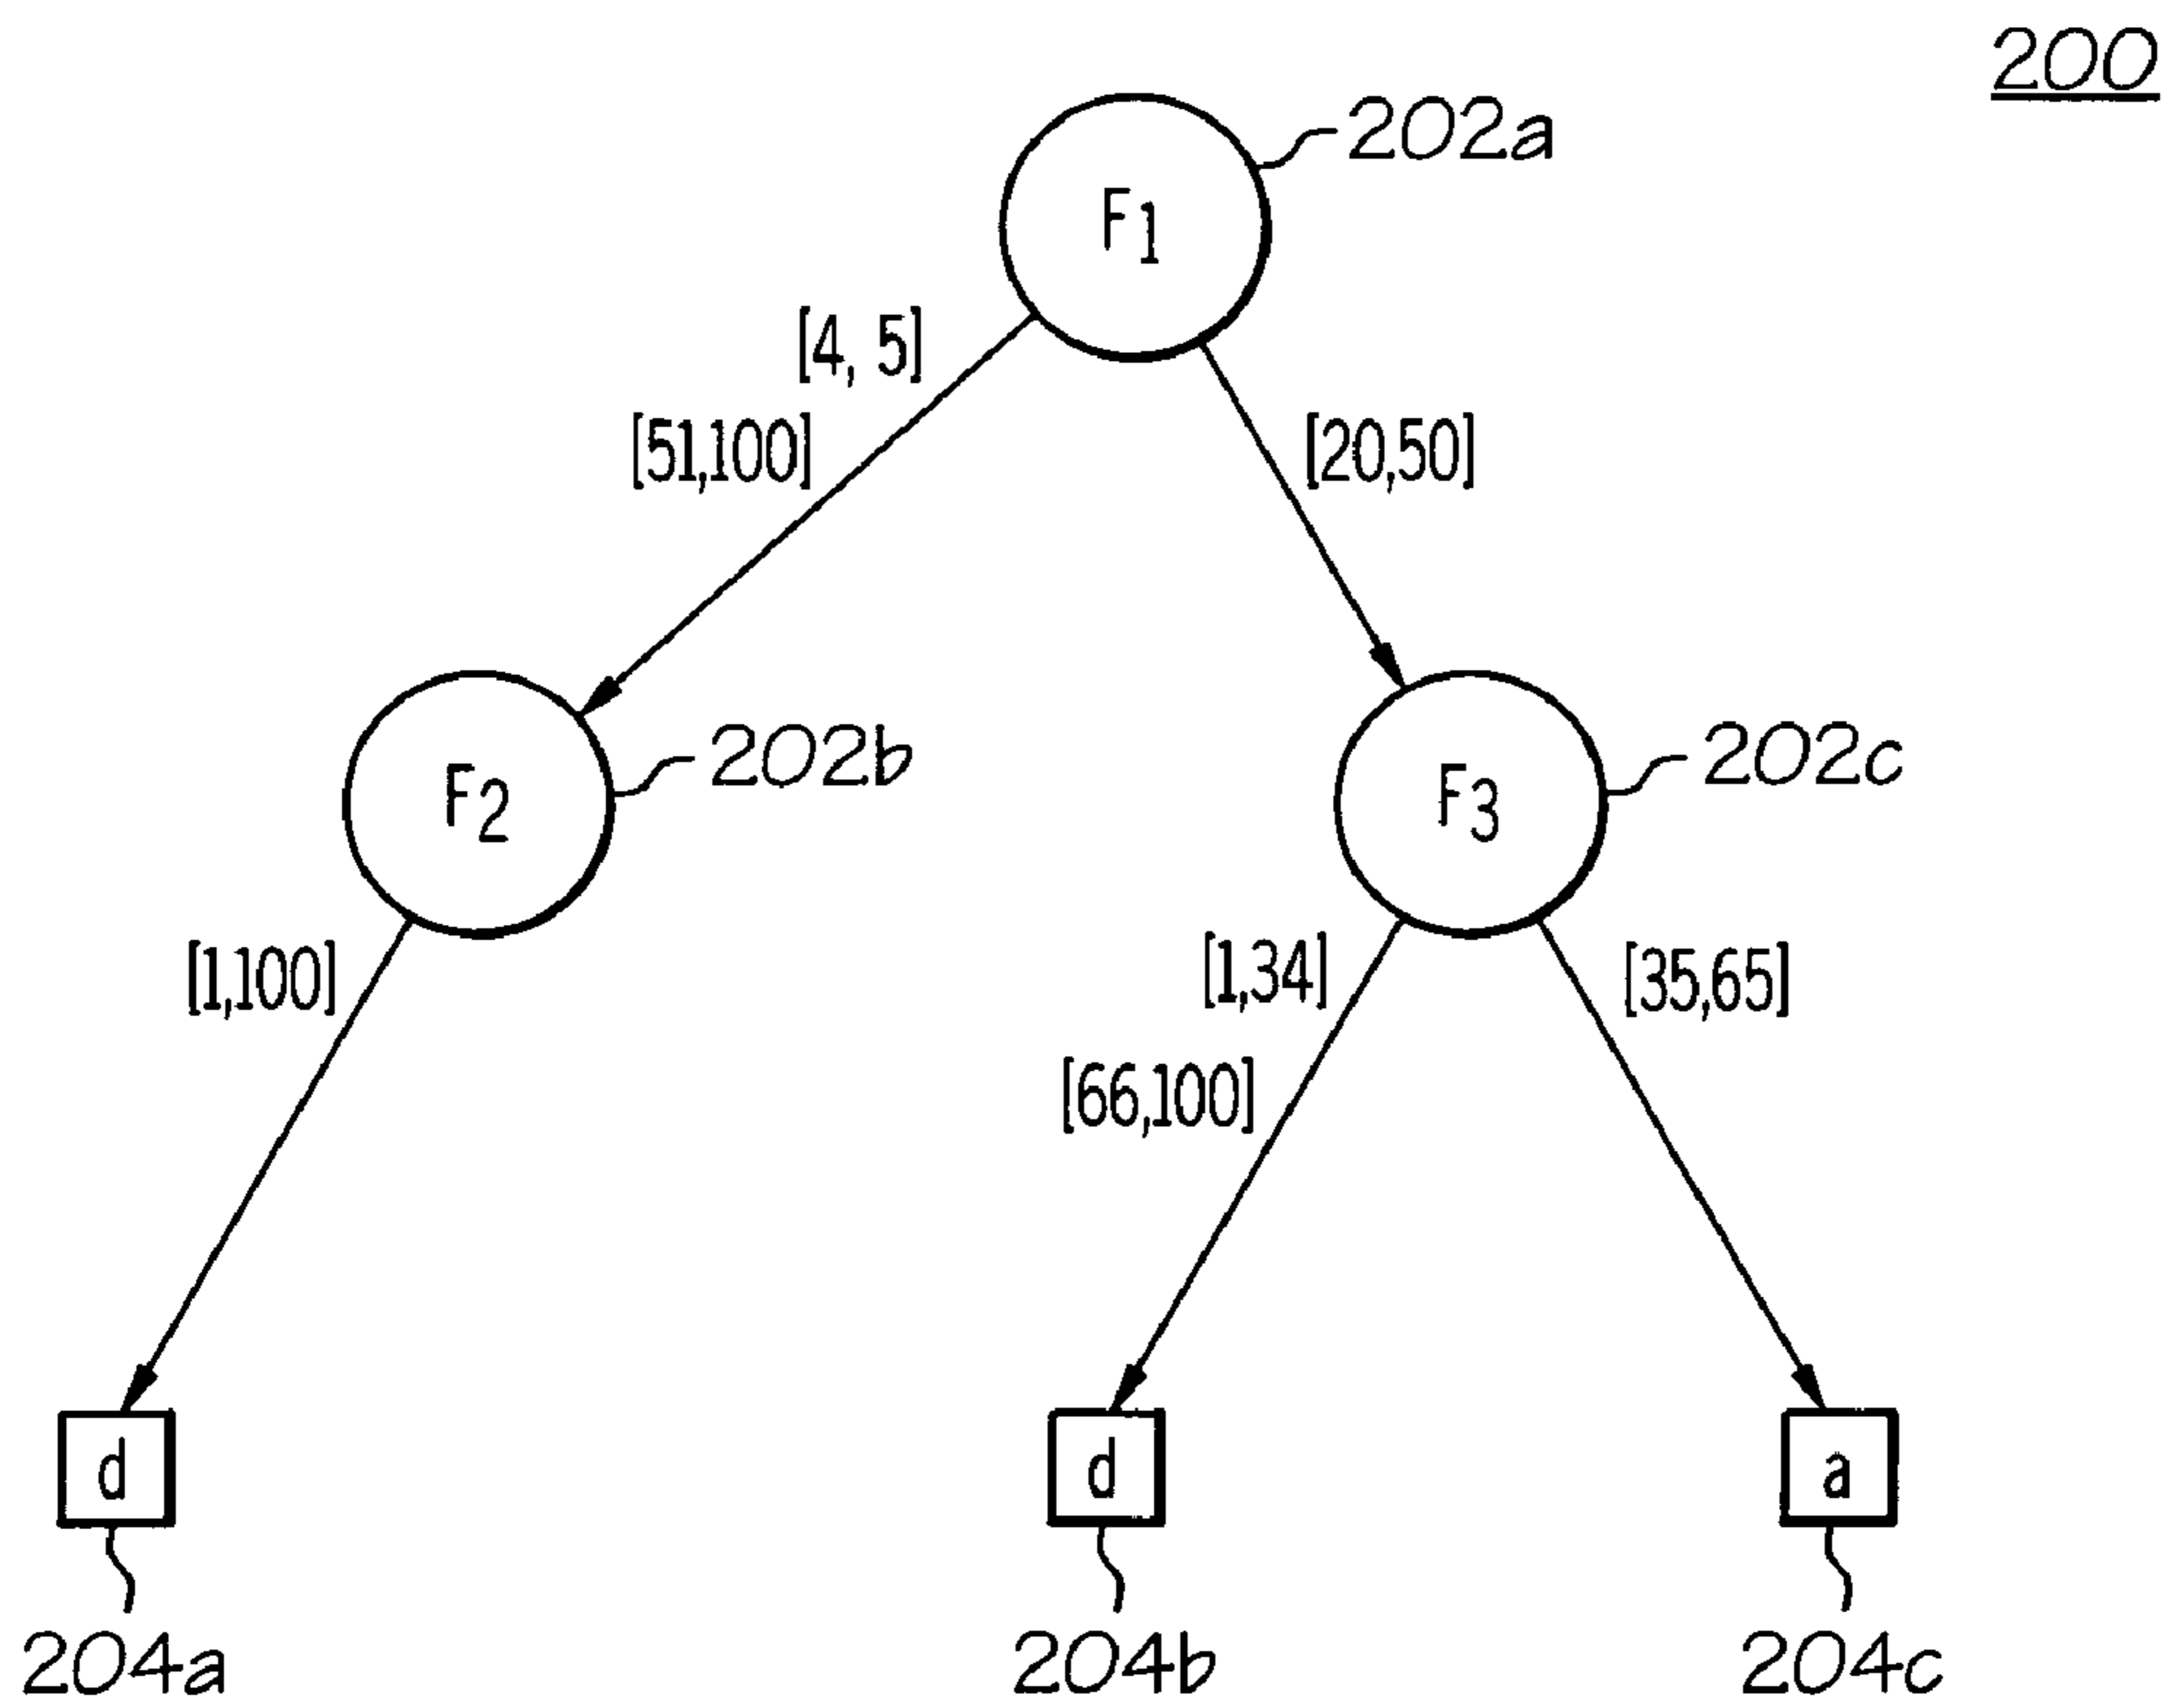 200
202a
F1
[4, 5]
[51,100]
[20,50]
202b
202c
F2
F3
[1,100]
[1,34]
[35,65]
[66,100]
d
d
a
204a
204b
204c